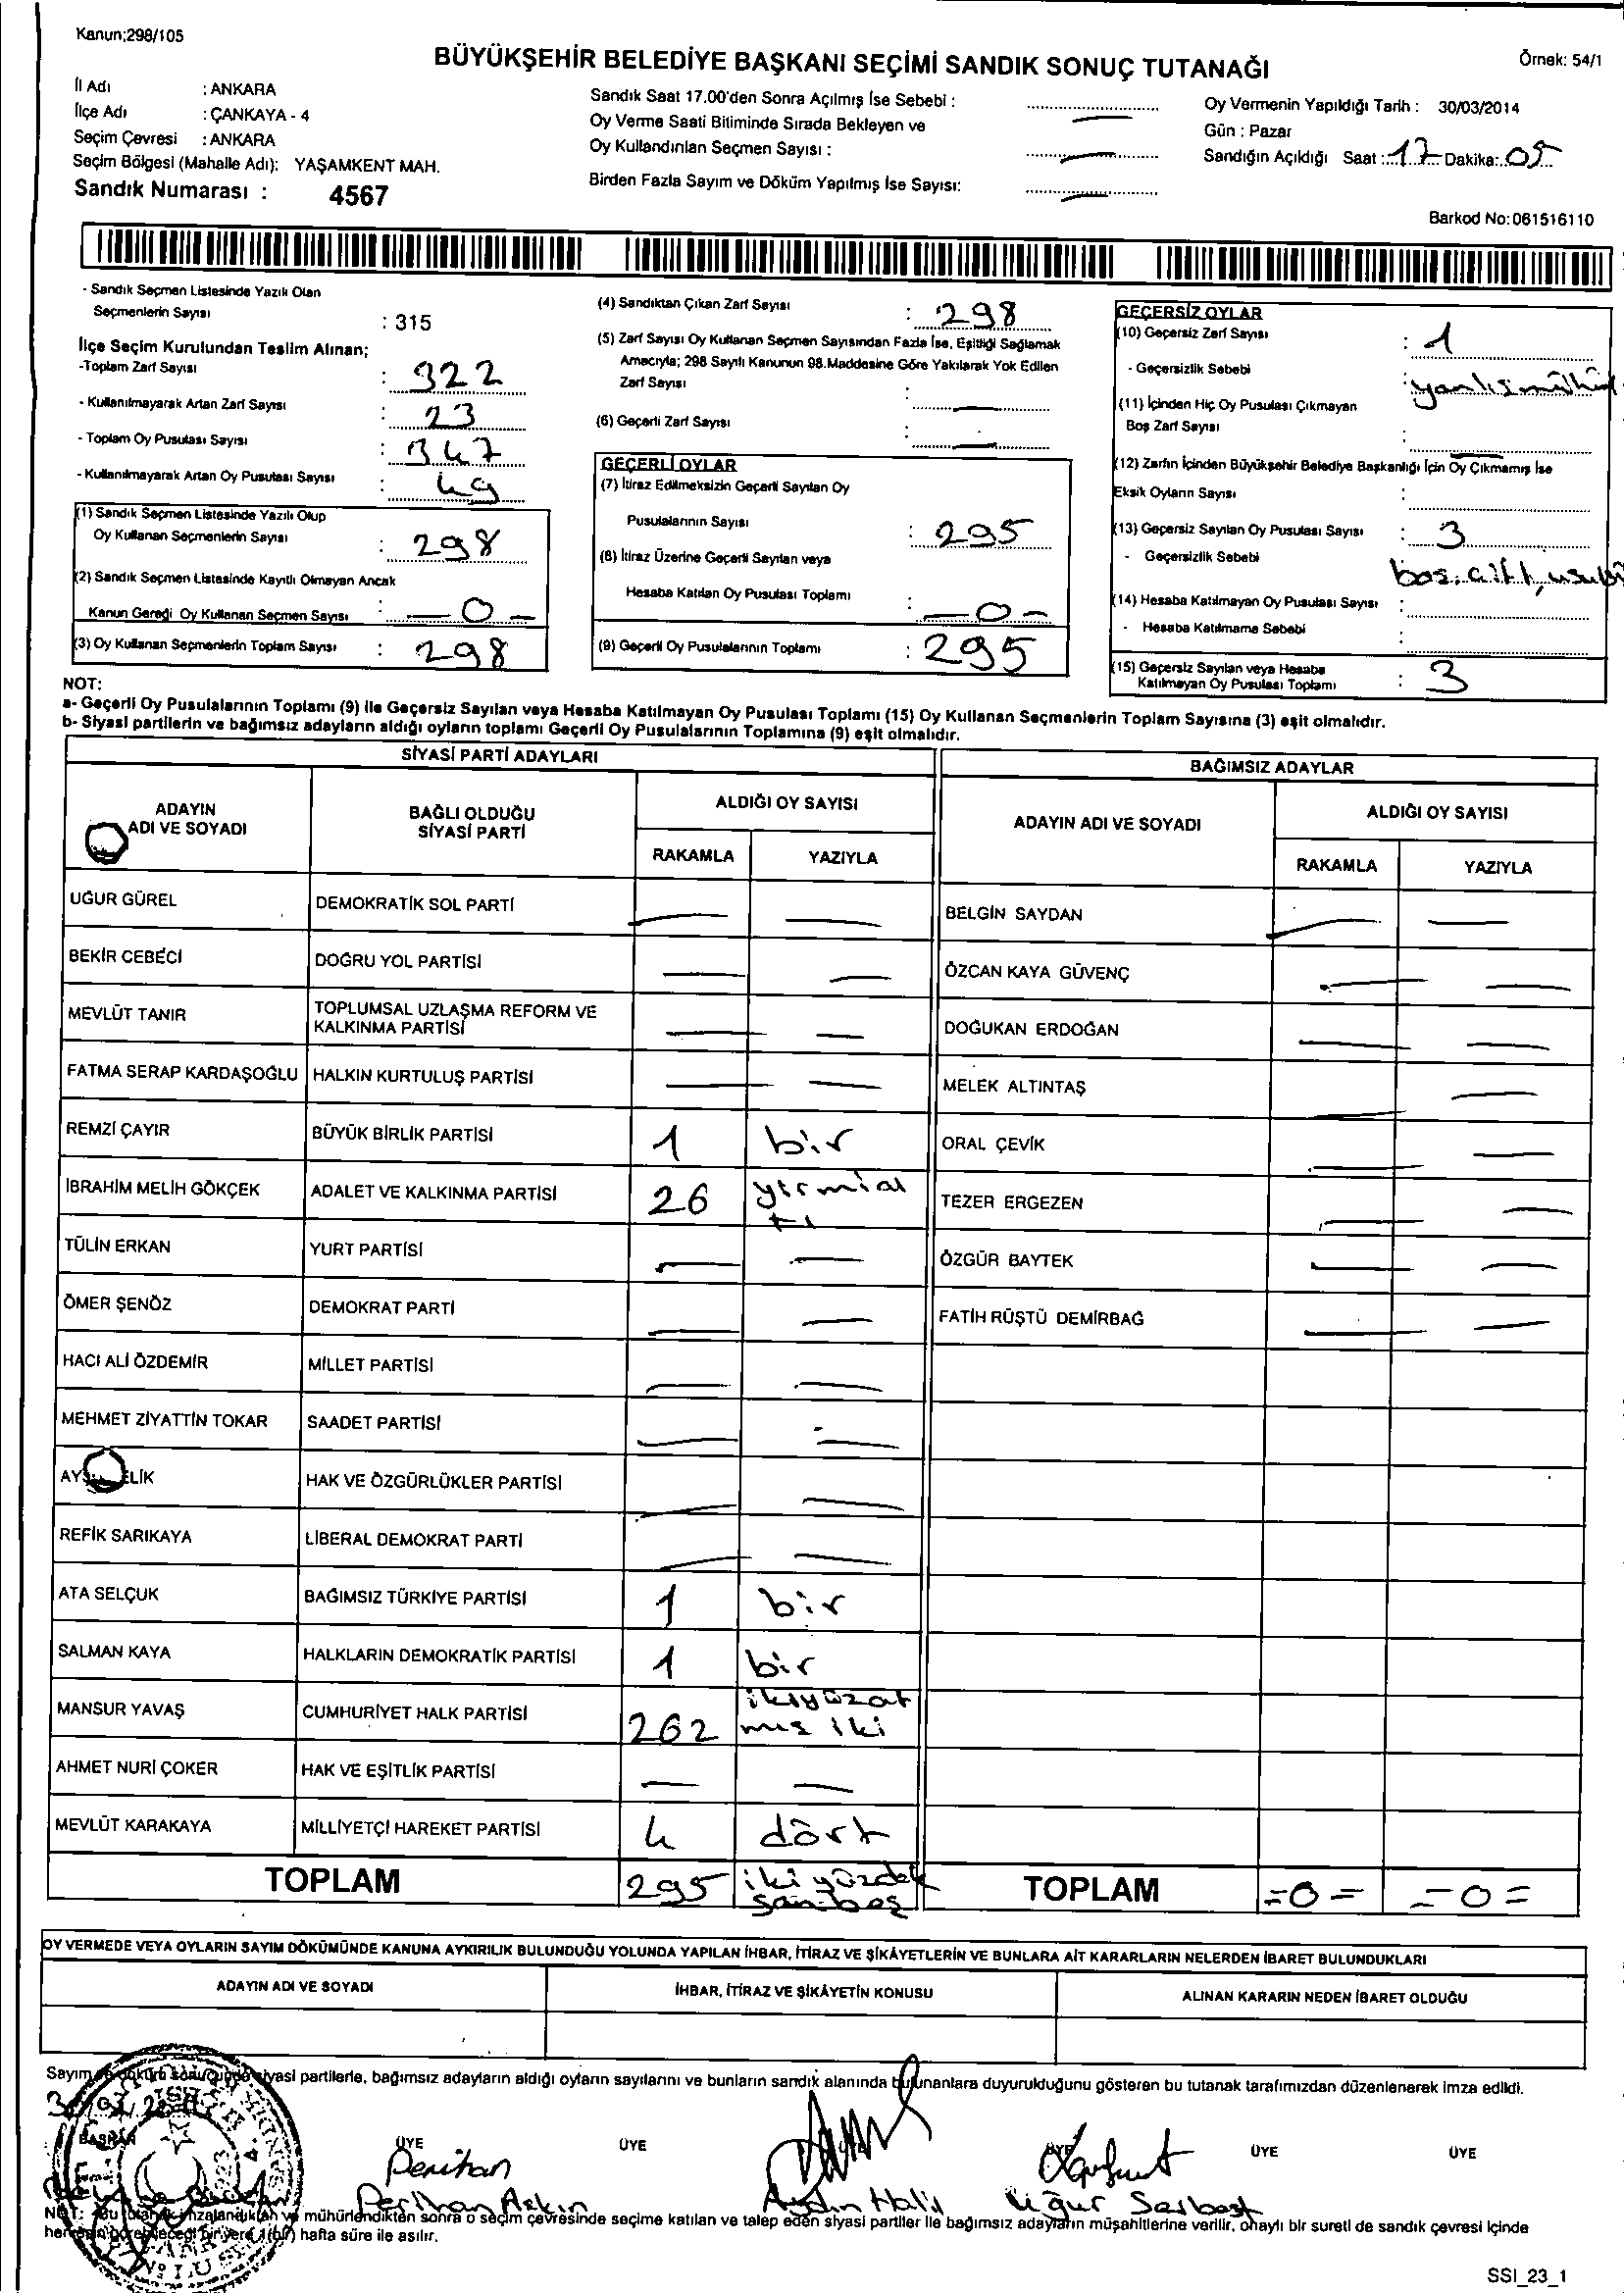 Kanun;298/105
BÜYÜKŞEHİR BELEDİYE BAŞKANI SEÇİMİ SANDIK SONUÇ TUTANAĞI
Örnek: 54/1
İl Adı : ANKARA
İlçe Adı : ÇANKAYA - 4
Seçim Çevresi : ANKARA
Seçim Bölgesi (Mahalle Adı); YAŞAMKENT MAH.
Sandık Numarası : 4567
Sandık Saat 17.00'den Sonra Açılmış İse Sebebi : —
Oy Verme Saati Bitiminde Sırada Bekleyen ve
Oy Kullandırılan Seçmen Sayısı : —
Birden Fazla Sayım ve Döküm Yapılmış İse Sayısı: —
Oy Vermenin Yapıldığı Tarih : 30/03/2014
Gün : Pazar
Sandığın Açıldığı Saat : 17 Dakika: 05
Barkod No: 061516110
- Sandık Seçmen Listesinde Yazılı Olan
Seçmenlerin Sayısı : 315
İlçe Seçim Kurulundan Teslim Alınan;
-Toplam Zarf Sayısı : 322
- Kullanılmayarak Artan Zarf Sayısı : 23
- Toplam Oy Pusulası Sayısı : 347
- Kullanılmayarak Artan Oy Pusulası Sayısı : 49
(1) Sandık Seçmen Listesinde Yazılı Olup
Oy Kullanan Seçmenlerin Sayısı : 298
(2) Sandık Seçmen Listesinde Kayıtlı Olmayan Ancak
Kanun Gereği Oy Kullanan Seçmen Sayısı : —0—
(3) Oy Kullanan Seçmenlerin Toplam Sayısı : 298
(4) Sandıktan Çıkan Zarf Sayısı : 298
(5) Zarf Sayısı Oy Kullanan Seçmen Sayısından Fazla İse, Eşitliği Sağlamak
Amacıyla; 298 Sayılı Kanunun 98.Maddesine Göre Yakılarak Yok Edilen
Zarf Sayısı : —
(6) Geçerli Zarf Sayısı : —
GEÇERLİ OYLAR
(7) İtiraz Edilmeksizin Geçerli Sayılan Oy
Pusulalarının Sayısı : 295
(8) İtiraz Üzerine Geçerli Sayılan veya
Hesaba Katılan Oy Pusulası Toplamı : —0—
(9) Geçerli Oy Pusulalarının Toplamı : 295
GEÇERSİZ OYLAR
(10) Geçersiz Zarf Sayısı : 1
- Geçersizlik Sebebi : yanlış mühür
(11) İçinden Hiç Oy Pusulası Çıkmayan
Boş Zarf Sayısı : —
(12) Zarfın İçinden Büyükşehir Belediye Başkanlığı İçin Oy Çıkmamış İse
Eksik Oyların Sayısı :
(13) Geçersiz Sayılan Oy Pusulası Sayısı : 3
- Geçersizlik Sebebi boş, çift,
(14) Hesaba Katılmayan Oy Pusulası Sayısı :
- Hesaba Katılmama Sebebi :
(15) Geçersiz Sayılan veya Hesaba
Katılmayan Oy Pusulası Toplamı : 3
NOT:
a- Geçerli Oy Pusulalarının Toplamı (9) ile Geçersiz Sayılan veya Hesaba Katılmayan Oy Pusulası Toplamı (15) Oy Kullanan Seçmenlerin Toplam Sayısına (3) eşit olmalıdır.
b- Siyasi partilerin ve bağımsız adayların aldığı oyların toplamı Geçerli Oy Pusulalarının Toplamına (9) eşit olmalıdır.
SİYASİ PARTİ ADAYLARI
ADAYIN ADI VE SOYADI
BAĞLI OLDUĞU SİYASİ PARTİ
ALDIĞI OY SAYISI
RAKAMLA YAZIYLA
UĞUR GÜREL DEMOKRATİK SOL PARTİ — —
BEKİR CEBECİ DOĞRU YOL PARTİSİ — —
MEVLÜT TANIR TOPLUMSAL UZLAŞMA REFORM VE
KALKINMA PARTİSİ — —
FATMA SERAP KARDAŞOĞLU HALKIN KURTULUŞ PARTİSİ — —
REMZİ ÇAYIR BÜYÜK BİRLİK PARTİSİ 1 bir
İBRAHİM MELİH GÖKÇEK ADALET VE KALKINMA PARTİSİ 26 yirmial
tı
TÜLİN ERKAN YURT PARTİSİ — —
ÖMER ŞENÖZ DEMOKRAT PARTİ — —
HACI ALİ ÖZDEMİR MİLLET PARTİSİ — —
MEHMET ZİYATTİN TOKAR SAADET PARTİSİ — —
HAK VE ÖZGÜRLÜKLER PARTİSİ — —
REFİK SARIKAYA LİBERAL DEMOKRAT PARTİ — —
ATA SELÇUK BAĞIMSIZ TÜRKİYE PARTİSİ 1 bir
SALMAN KAYA HALKLARIN DEMOKRATİK PARTİSİ 1 bir
MANSUR YAVAŞ CUMHURİYET HALK PARTİSİ 262 ikiyüzat
mış iki
AHMET NURİ ÇOKER HAK VE EŞİTLİK PARTİSİ — —
MEVLÜT KARAKAYA MİLLİYETÇİ HAREKET PARTİSİ 4 dört
TOPLAM 295 ikiyüzdok
sanbeş
BAĞIMSIZ ADAYLAR
ADAYIN ADI VE SOYADI
ALDIĞI OY SAYISI
RAKAMLA YAZIYLA
BELGİN SAYDAN — —
ÖZCAN KAYA GÜVENÇ — —
DOĞUKAN ERDOĞAN — —
MELEK ALTINTAŞ — —
ORAL ÇEVİK — —
TEZER ERGEZEN — —
ÖZGÜR BAYTEK — —
FATİH RÜŞTÜ DEMİRBAĞ — —
TOPLAM =0= =0=
OY VERMEDE VEYA OYLARIN SAYIM DÖKÜMÜNDE KANUNA AYKIRILIK BULUNDUĞU YOLUNDA YAPILAN İHBAR, İTİRAZ VE ŞİKÂYETLERİN VE BUNLARA AİT KARARLARIN NELERDEN İBARET BULUNDUKLARI
ADAYIN ADI VE SOYADI
İHBAR, İTİRAZ VE ŞİKÂYETİN KONUSU
ALINAN KARARIN NEDEN İBARET OLDUĞU
Sayım ve döküm sonucunda siyasi partilerle, bağımsız adayların aldığı oyların sayılarını ve bunların sandık alanında bulunanlara duyurulduğunu gösteren bu tutanak tarafımızdan düzenlenerek imza edildi.
BAŞKAN ÜYE ÜYE ÜYE ÜYE ÜYE ÜYE
Perihan
Perihan Aşkın Aydın Halil Uğur Serbest
NOT: Bu tutanak imzalandıktan ve mühürlendikten sonra o seçim çevresinde seçime katılan ve talep eden siyasi partiler ile bağımsız adayların müşahitlerine verilir, onaylı bir sureti de sandık çevresi içinde
herkesin görebileceği bir yere 1(bir) hafta süre ile asılır.
SSI_23_1